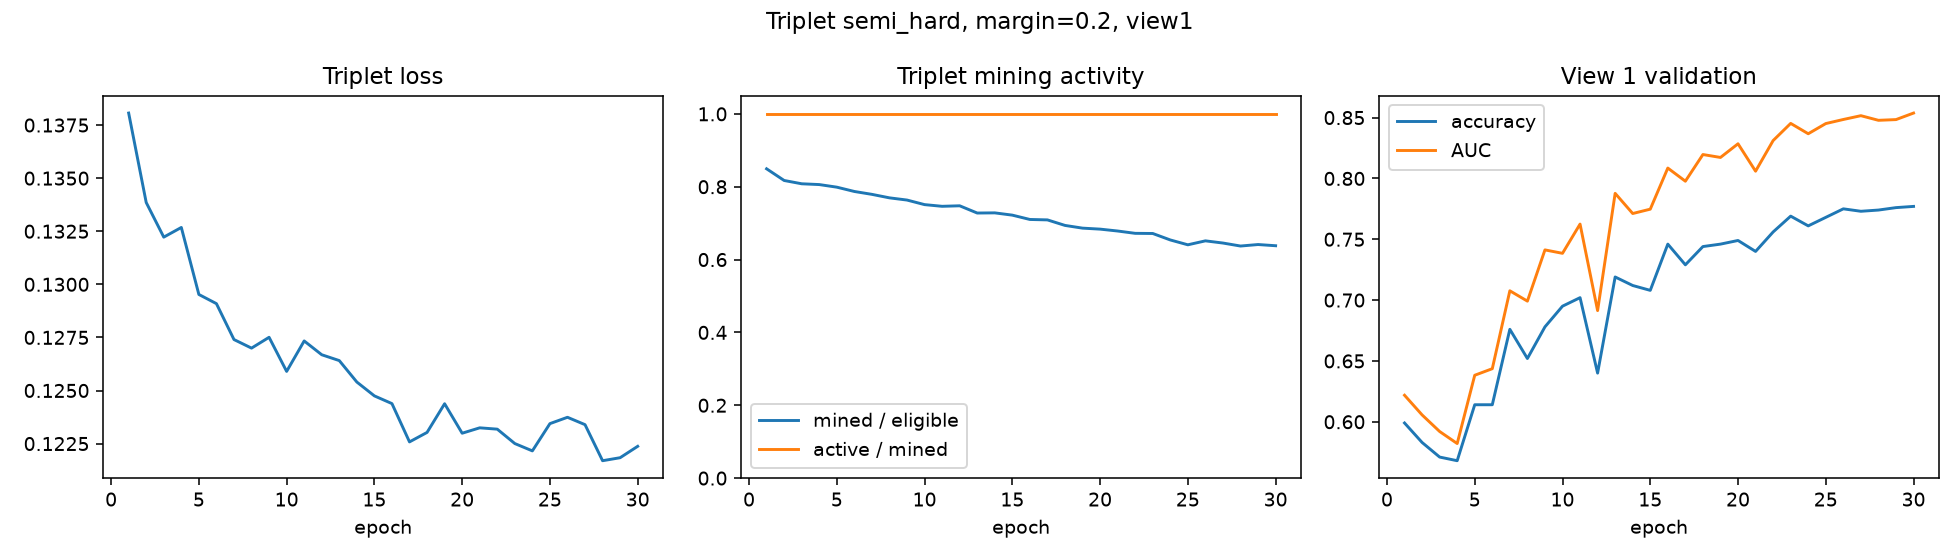 Triplet semi_hard, margin=0.2, view1
Triplet loss
0.1375
0.1350
0.1325
0.1300
0.1275
0.1250
0.1225
0 5 10 15 20 25 30
epoch
Triplet mining activity
1.0
0.8
0.6
0.4
0.2
0.0
mined / eligible
active / mined
0 5 10 15 20 25 30
epoch
View 1 validation
accuracy
AUC
0.85
0.80
0.75
0.70
0.65
0.60
0 5 10 15 20 25 30
epoch